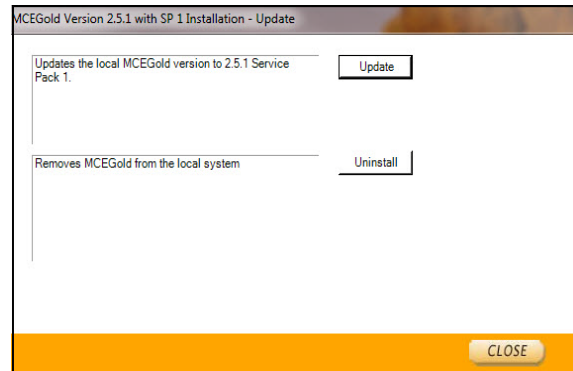 MCEGold Version 2.5.1 with SP 1 Installation - Update
Updates the local MCEGold version to 2.5.1 Service
Pack 1.
Update
Removes MCEGold from the local system
Uninstall
CLOSE